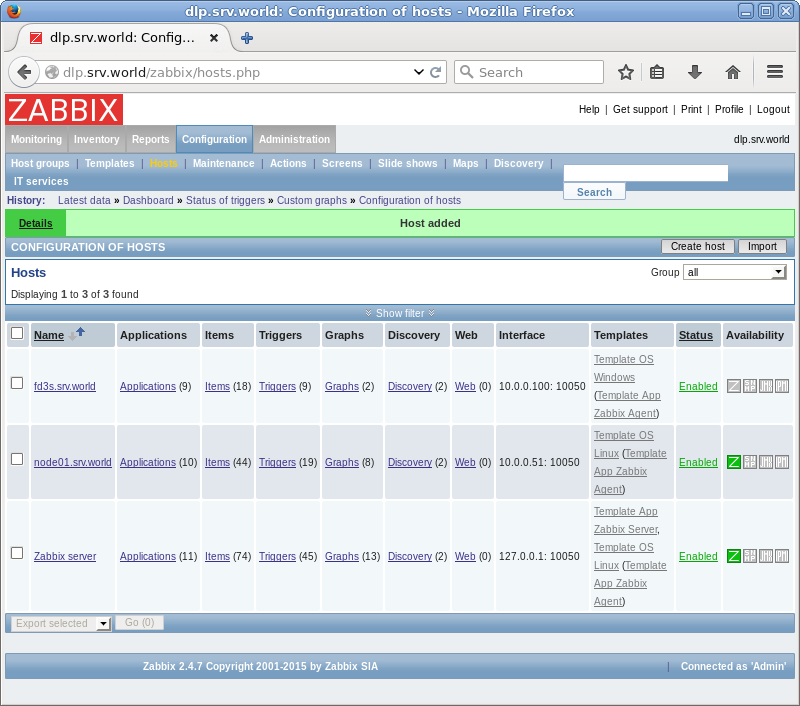 dlp.srv.world: Configuration of hosts - Mozilla Firefox
dlp.srv.world: Config...
dlp.srv.world/zabbix/hosts.php
Search
ZABBIX
Help | Get support | Print | Profile | Logout
Monitoring Inventory Reports Configuration Administration
dlp.srv.world
Host groups | Templates | Hosts | Maintenance | Actions | Screens | Slide shows | Maps | Discovery |
IT services
Search
History: Latest data » Dashboard » Status of triggers » Custom graphs » Configuration of hosts
Details
Host added
CONFIGURATION OF HOSTS
Create host Import
Hosts
Group all
Displaying 1 to 3 of 3 found
Show filter
Name Applications Items Triggers Graphs Discovery Web Interface Templates Status Availability
fd3s.srv.world Applications (9) Items (18) Triggers (9) Graphs (2) Discovery (2) Web (0) 10.0.0.100: 10050
Template OS
Windows
(Template App
Zabbix Agent)
Enabled
Z
node01.srv.world Applications (10) Items (44) Triggers (19) Graphs (8) Discovery (2) Web (0) 10.0.0.51: 10050
Template OS
Linux (Template
App Zabbix
Agent)
Enabled
Z
Zabbix server Applications (11) Items (74) Triggers (45) Graphs (13) Discovery (2) Web (0) 127.0.0.1: 10050
Template App
Zabbix Server,
Template OS
Linux (Template
App Zabbix
Agent)
Enabled
Z
Export selected Go (0)
Zabbix 2.4.7 Copyright 2001-2015 by Zabbix SIA
| Connected as 'Admin'